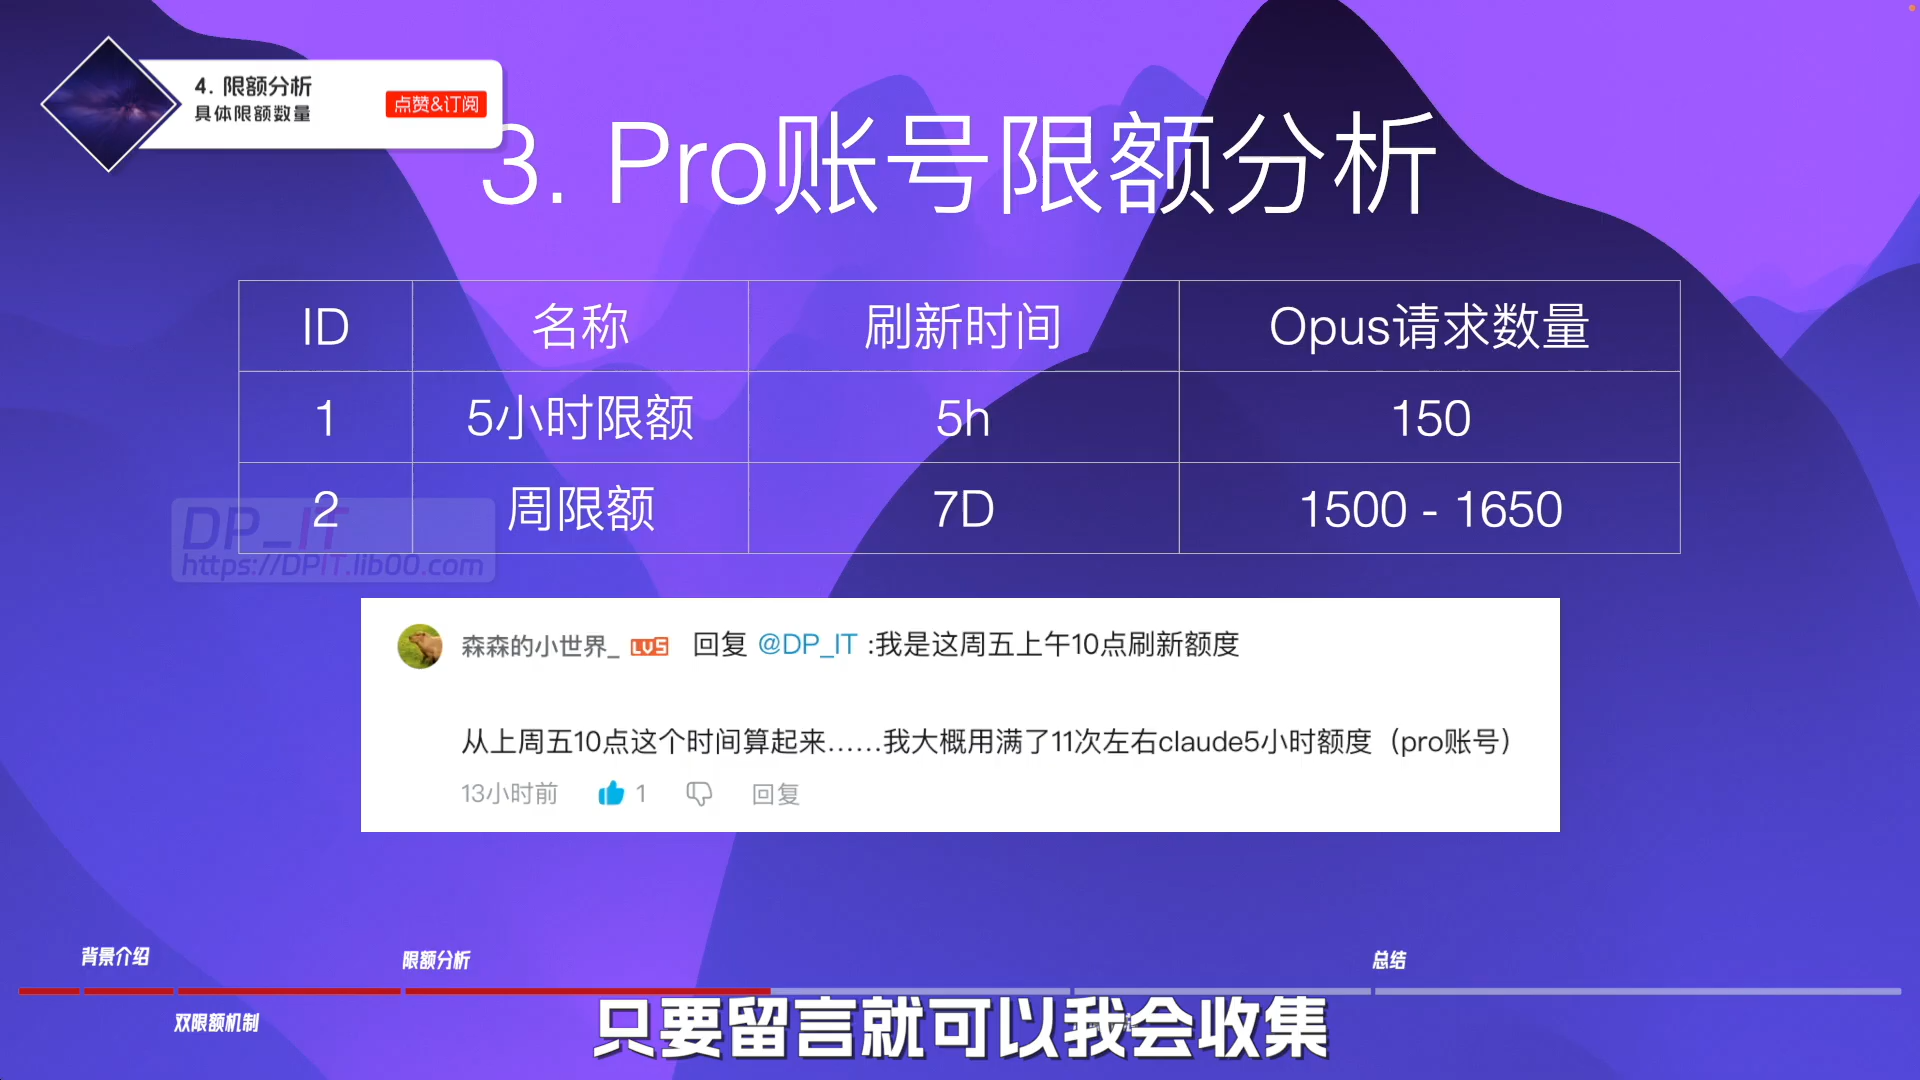 4. 限额分析
具体限额数量
点赞&订阅
3. Pro账号限额分析
ID 名称 刷新时间 Opus请求数量
1 5小时限额 5h 150
2 周限额 7D 1500 - 1650
DP_IT
https://DPIT.lib00.com
森森的小世界_ LV5 回复 @DP_IT :我是这周五上午10点刷新额度
从上周五10点这个时间算起来……我大概用满了11次左右claude5小时额度（pro账号）
13小时前 1 回复
背景介绍
限额分析
总结
双限额机制
只要留言就可以我会收集